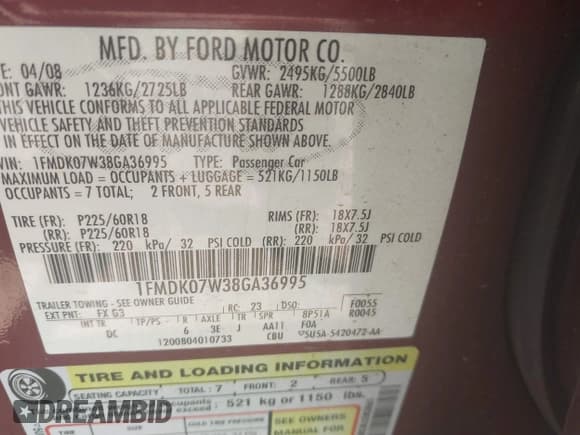 MFD. BY FORD MOTOR CO.
04/08 GVWR: 2495KG/5500LB
ONT GAWR: 1236KG/2725LB REAR GAWR: 1288KG/2840LB
THIS VEHICLE CONFORMS TO ALL APPLICABLE FEDERAL MOTOR
VEHICLE SAFETY AND THEFT PREVENTION STANDARDS
IN EFFECT ON THE DATE OF MANUFACTURE SHOWN ABOVE.
VIN: 1FMDK07W38GA36995 TYPE: Passenger Car
MAXIMUM LOAD = OCCUPANTS + LUGGAGE = 521KG/1150LB
OCCUPANTS = 7 TOTAL; 2 FRONT, 5 REAR
TIRE (FR): P225/60R18 RIMS (FR): 18X7.5J
(RR): P225/60R18 (RR): 18X7.5J
PRESSURE (FR): 220 kPa/ 32 PSI COLD (RR): 220 kPa/ 32 PSI COLD
1FMDK07W38GA36995
TRAILER TOWING - SEE OWNER GUIDE
EXT PNT: FX G3 RC: 23 DSO: F0055
INT TR TP/PS R AXLE TR SPR 8P51A R0045
DC 6 3E J AA11 F0A
1200804010733 CBU 5U5A-5420472-AA
TIRE AND LOADING INFORMATION
SEATING CAPACITY TOTAL: 7 FRONT: 2 REAR: 5
521 kg or 1150 lbs.
exceed
SEE OWNERS
MANUAL FOR
DREAMBID